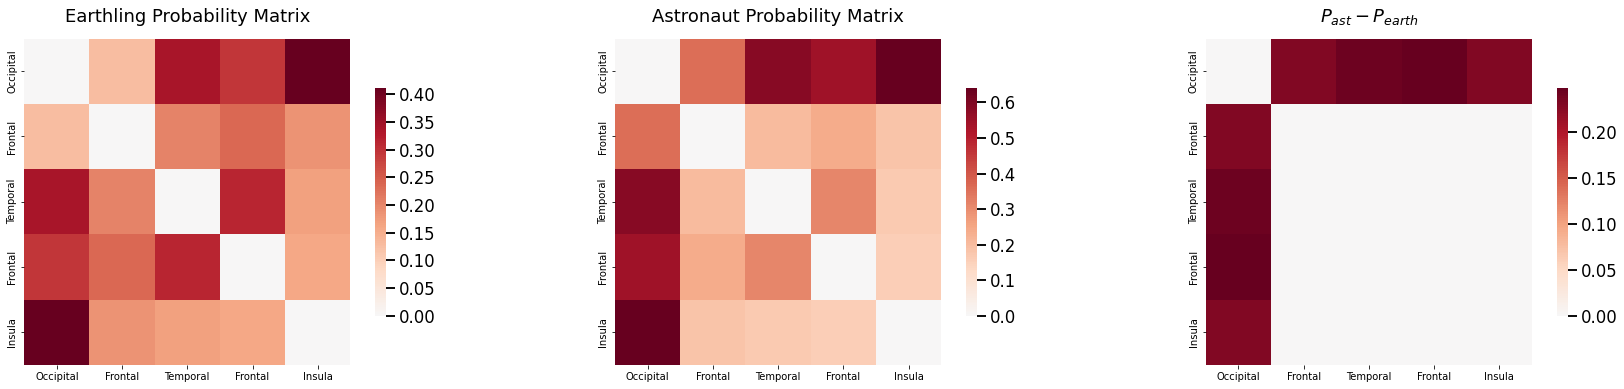 Earthling Probability Matrix
Occipital
Frontal
Temporal
Frontal
Insula
Occipital Frontal Temporal Frontal Insula
0.40
0.35
0.30
0.25
0.20
0.15
0.10
0.05
0.00
Astronaut Probability Matrix
Occipital
Frontal
Temporal
Frontal
Insula
Occipital Frontal Temporal Frontal Insula
0.6
0.5
0.4
0.3
0.2
0.1
0.0
P_ast − P_earth
Occipital
Frontal
Temporal
Frontal
Insula
Occipital Frontal Temporal Frontal Insula
0.20
0.15
0.10
0.05
0.00